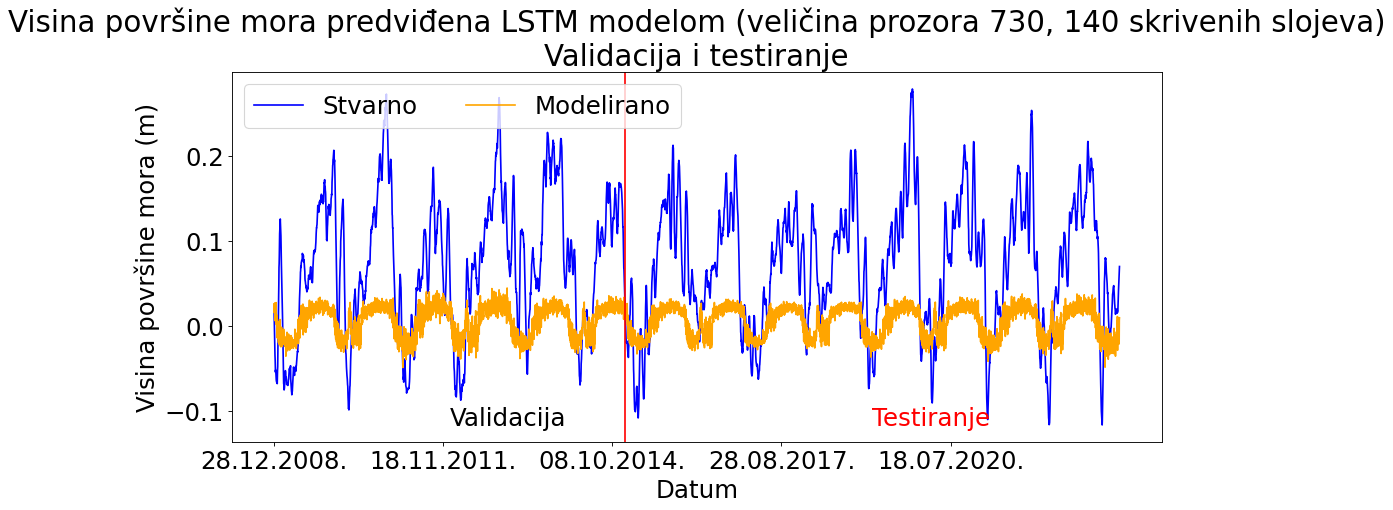 Visina površine mora predviđena LSTM modelom (veličina prozora 730, 140 skrivenih slojeva)
Validacija i testiranje
Stvarno
Modelirano
Visina površine mora (m)
0.2
0.1
0.0
−0.1
Validacija
Testiranje
28.12.2008.
18.11.2011.
08.10.2014.
28.08.2017.
18.07.2020.
Datum